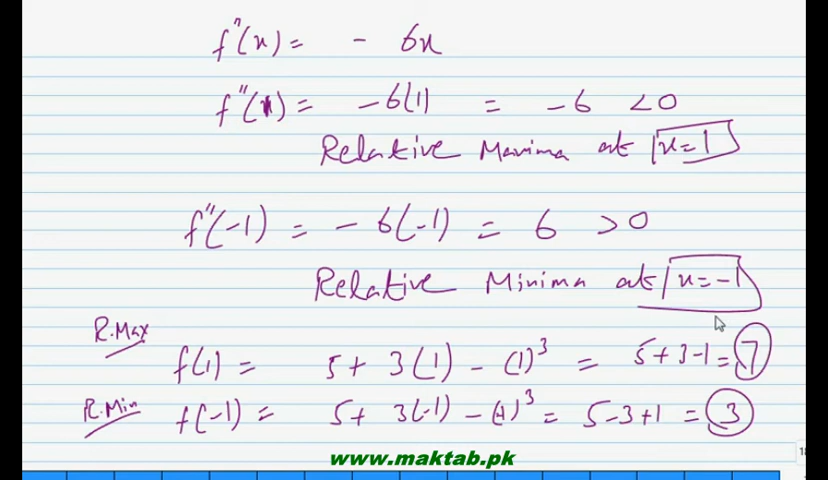 f"(x) = - 6x
f"(1) = -6(1) = -6 < 0
Relative Maxima at x=1
f"(-1) = -6(-1) = 6 > 0
Relative Minima at x=-1
R.Max
f(1) = 5 + 3(1) - (1)³ = 5+3-1 = 7
R.Min f(-1) = 5 + 3(-1) - (-1)³ = 5-3+1 = 3
www.maktab.pk